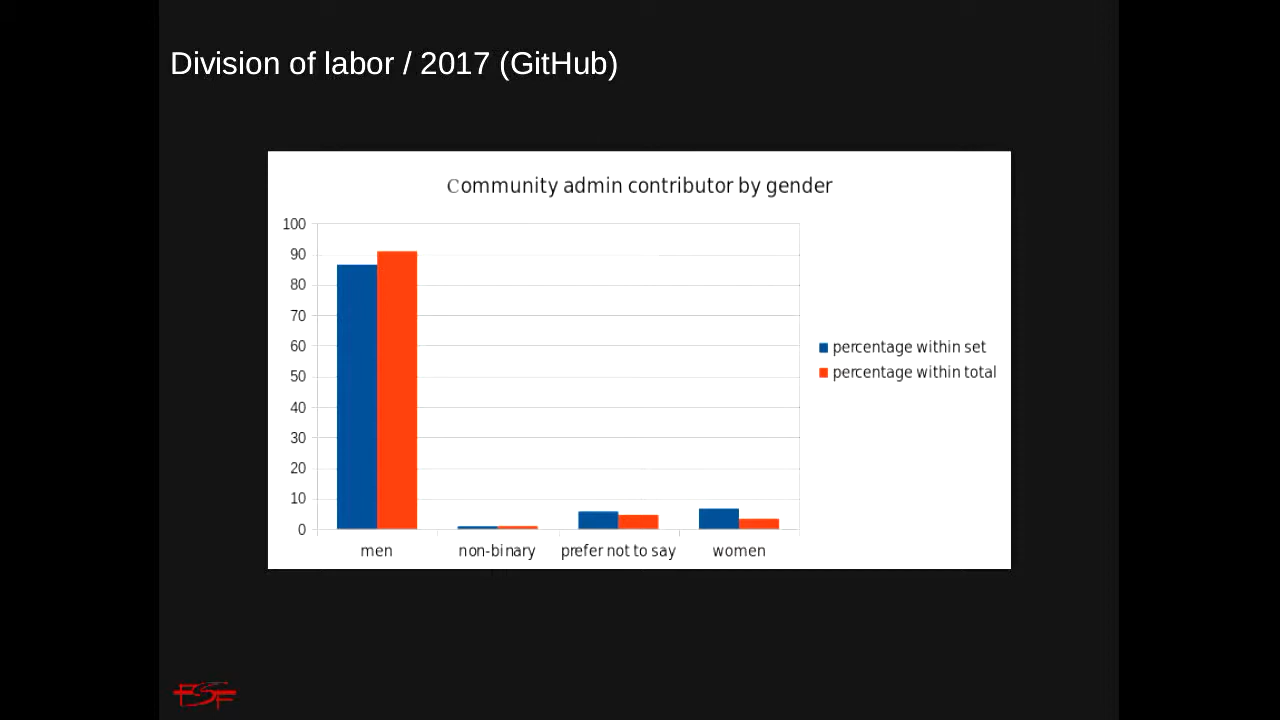 Division of labor / 2017 (GitHub)
Community admin contributor by gender
100
90
80
70
60
50
40
30
20
10
0
men non-binary prefer not to say women
percentage within set
percentage within total
FSF